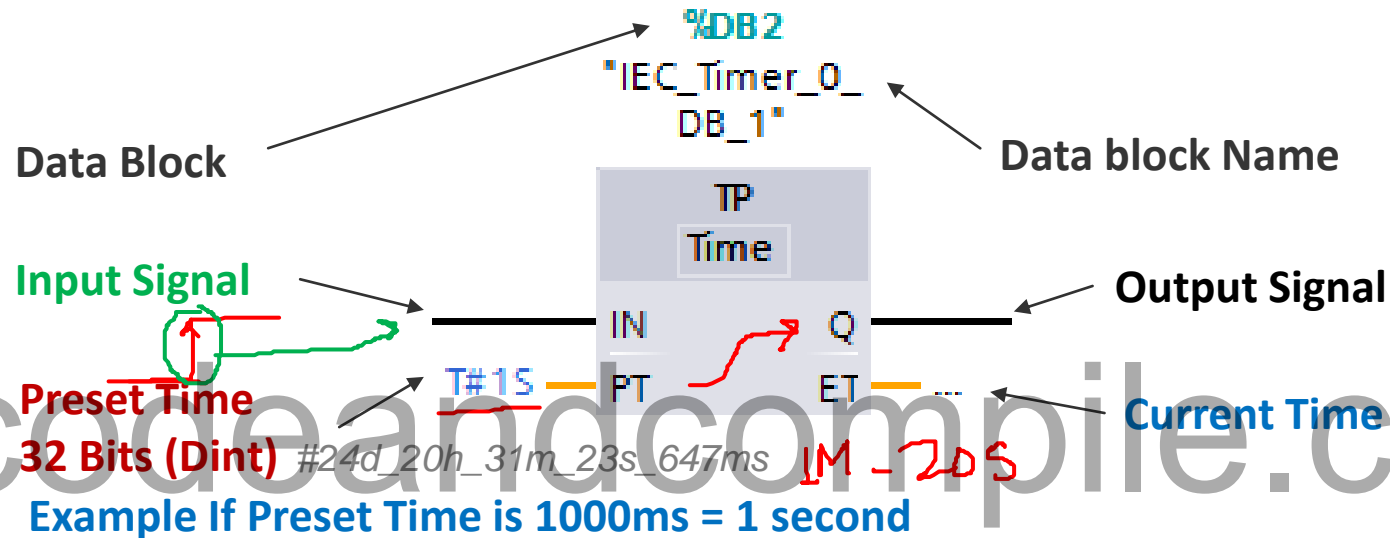 %DB2
"IEC_Timer_0_
DB_1"
Data Block
Data block Name
TP
Time
Input Signal
Output Signal
IN
Q
T#1S
PT
ET
...
Preset Time
Current Time
32 Bits (Dint) #24d_20h_31m_23s_647ms
1M - 20S
codeandcompile.c
Example If Preset Time is 1000ms = 1 second